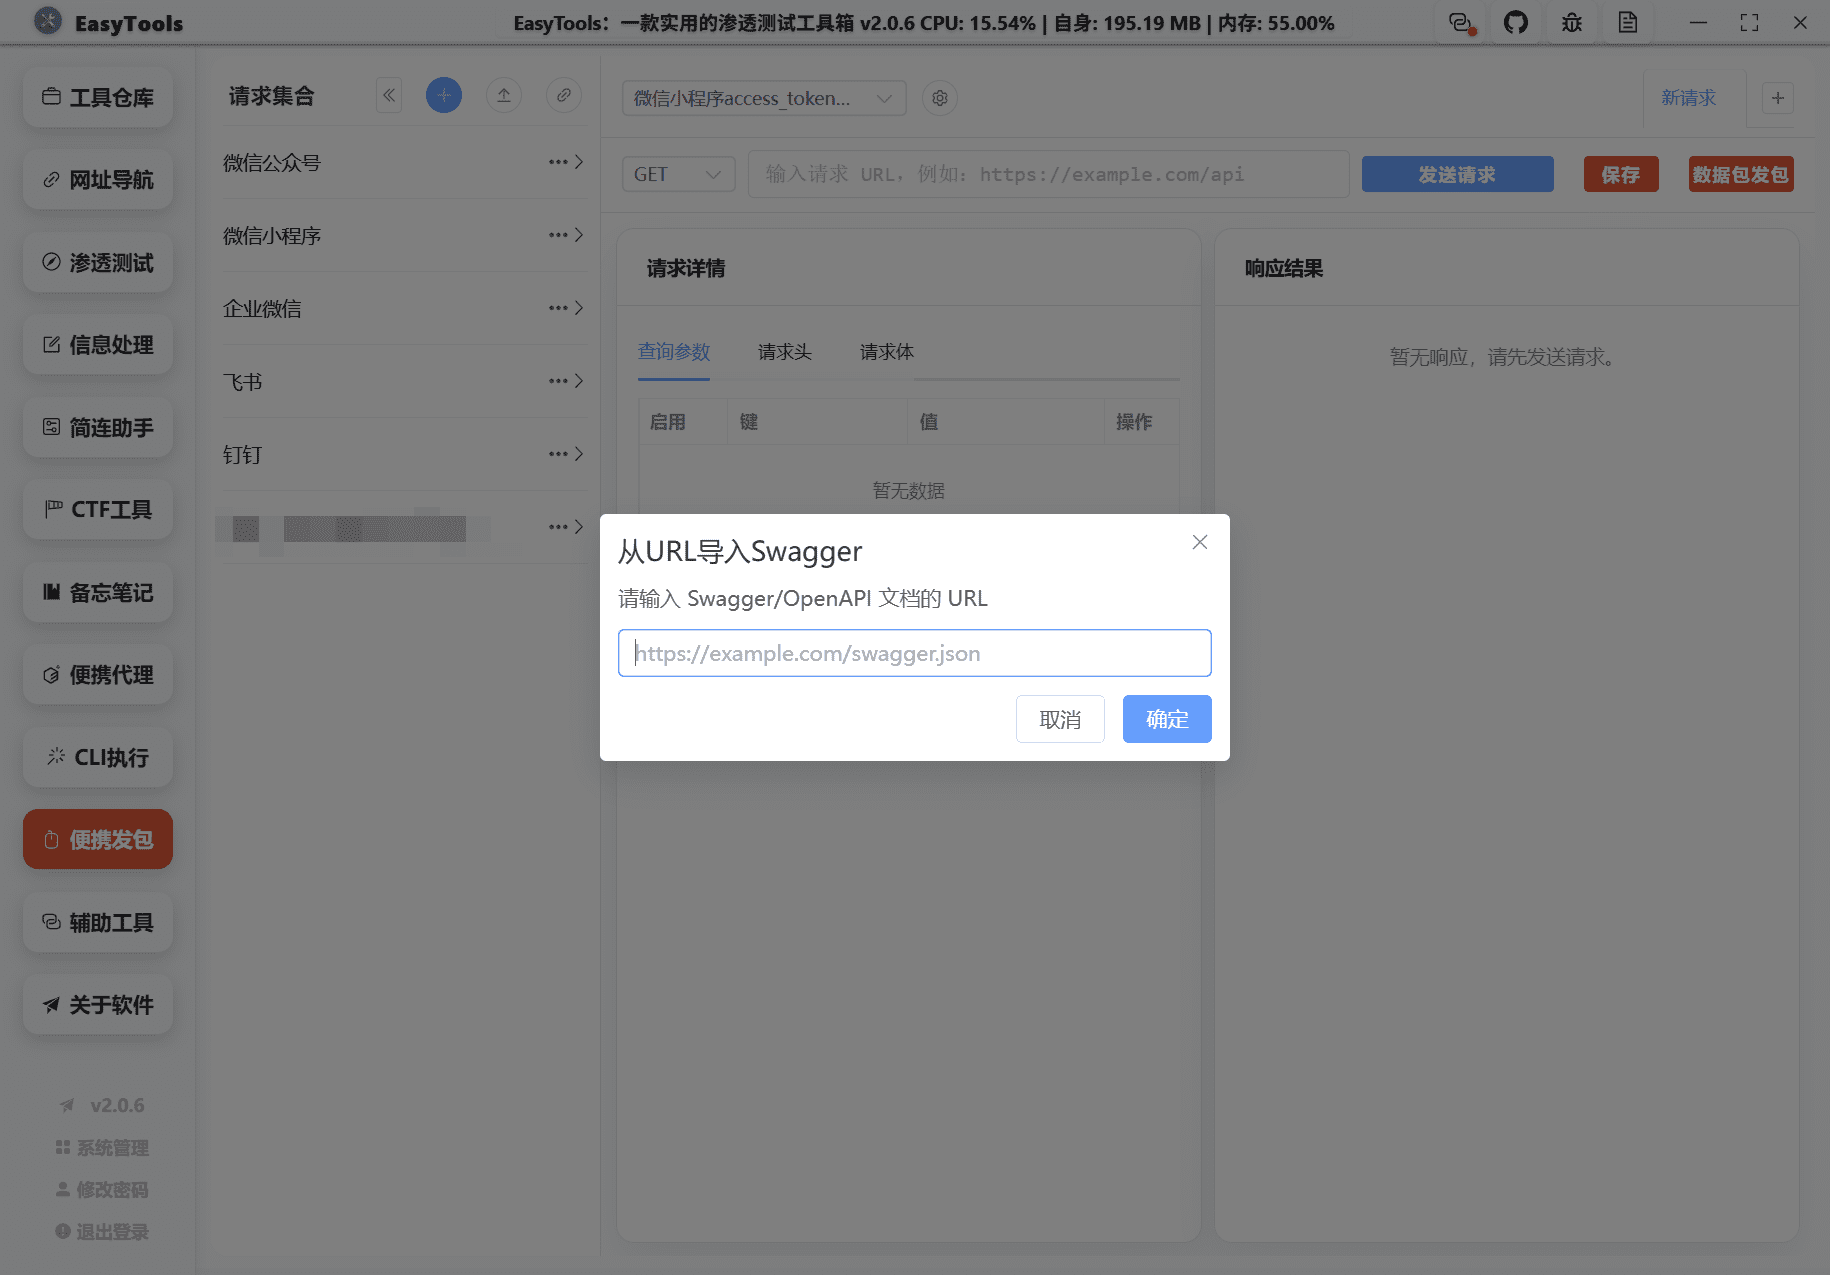 EasyTools
EasyTools：一款实用的渗透测试工具箱 v2.0.6 CPU: 15.54% | 自身: 195.19 MB | 内存: 55.00%
工具仓库
网址导航
渗透测试
信息处理
简连助手
CTF工具
备忘笔记
便携代理
CLI执行
便携发包
辅助工具
关于软件
v2.0.6
系统管理
修改密码
退出登录
请求集合
微信公众号
微信小程序
企业微信
飞书
钉钉
微信小程序access_token...
新请求
GET
输入请求 URL，例如：https://example.com/api
发送请求
保存
数据包发包
请求详情
查询参数 请求头 请求体
启用 键 值 操作
暂无数据
响应结果
暂无响应，请先发送请求。
从URL导入Swagger
请输入 Swagger/OpenAPI 文档的 URL
https://example.com/swagger.json
取消
确定